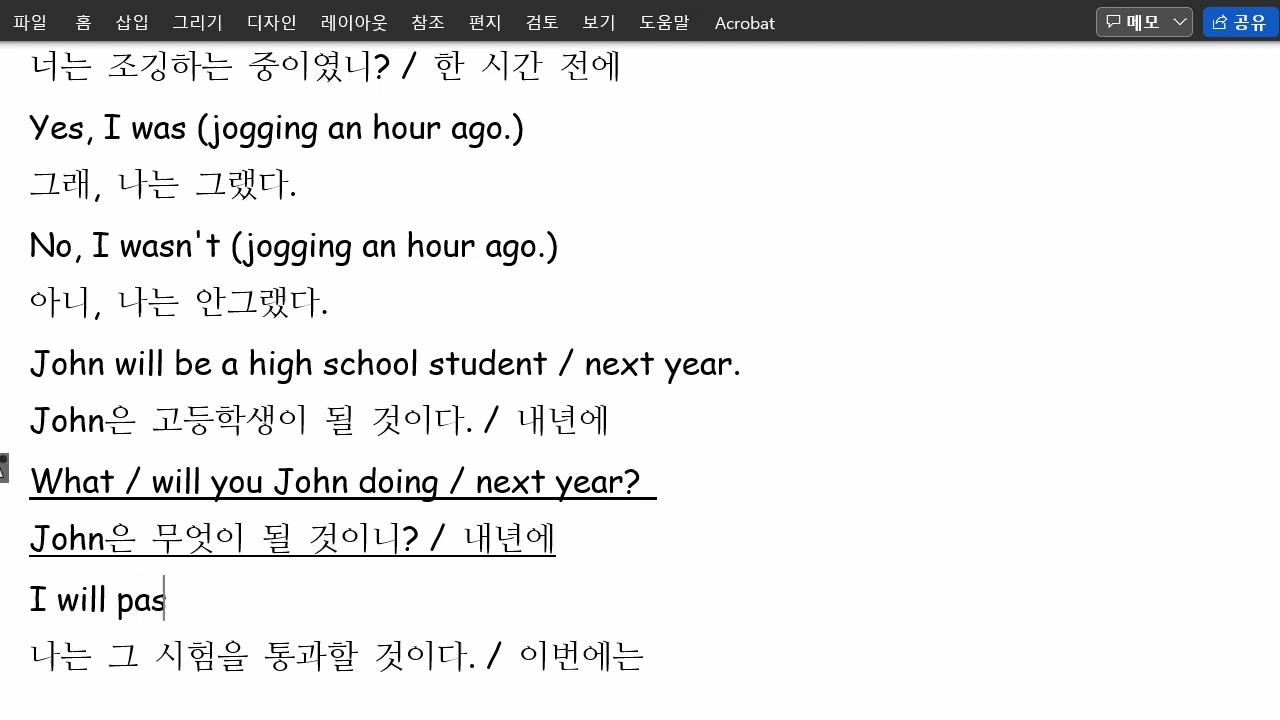 파일 홈 삽입 그리기 디자인 레이아웃 참조 편지 검토 보기 도움말 Acrobat 메모 공유
너는 조깅하는 중이였니? / 한 시간 전에
Yes, I was (jogging an hour ago.)
그래, 나는 그랬다.
No, I wasn't (jogging an hour ago.)
아니, 나는 안그랬다.
John will be a high school student / next year.
John은 고등학생이 될 것이다. / 내년에
What / will you John doing / next year?
John은 무엇이 될 것이니? / 내년에
I will pas
나는 그 시험을 통과할 것이다. / 이번에는